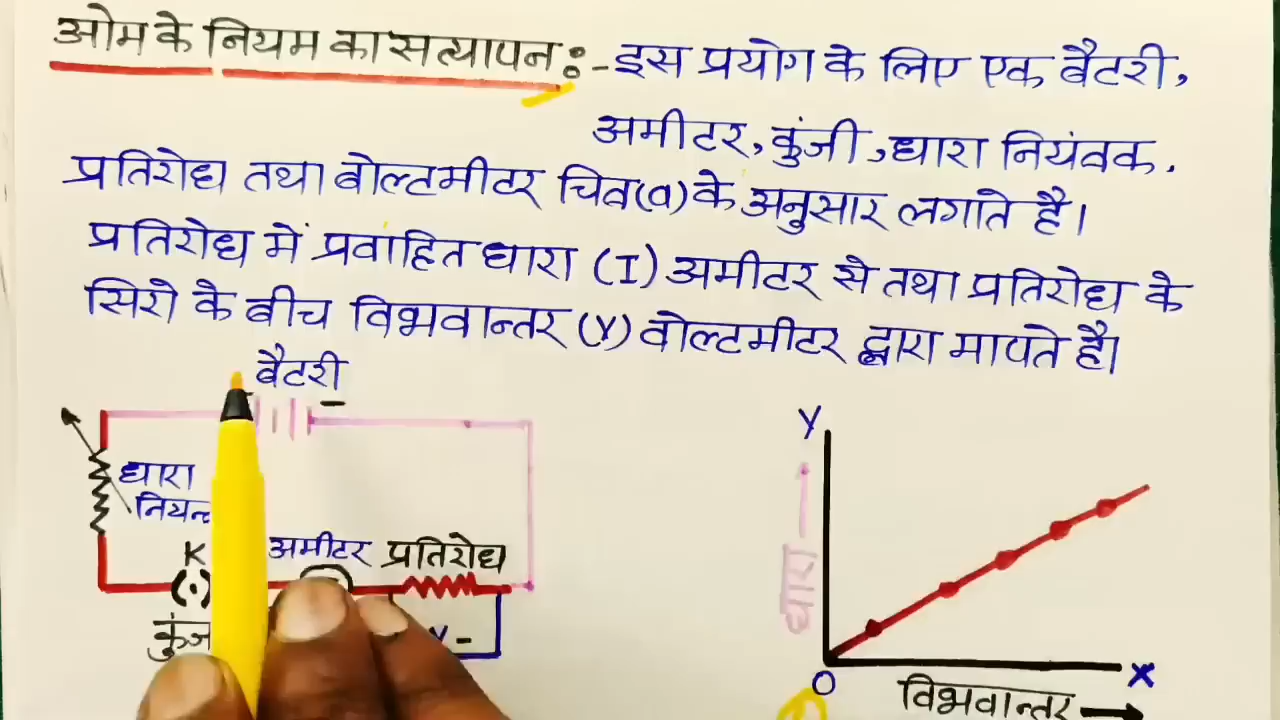 ओम के नियम का सत्यापन :- इस प्रयोग के लिए एक बैटरी,
अमीटर, कुंजी, धारा नियंत्रक,
प्रतिरोध तथा वोल्टमीटर चित्र (a) के अनुसार लगाते है।
प्रतिरोध में प्रवाहित धारा (I) अमीटर से तथा प्रतिरोध के
सिरो के बीच विभवान्तर (V) वोल्टमीटर द्वारा मापते है।
बैटरी
-
Y
धारा
K
अमीटर
प्रतिरोध
V -
धारा
O
X
विभवान्तर